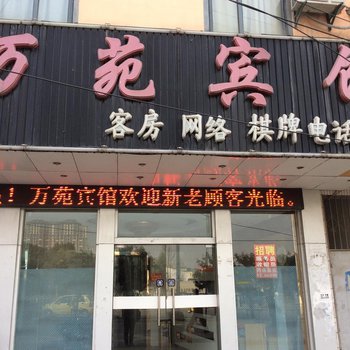 万苑宾馆
客房 网络 棋牌 电话
！万苑宾馆欢迎新老顾客光临。
招聘